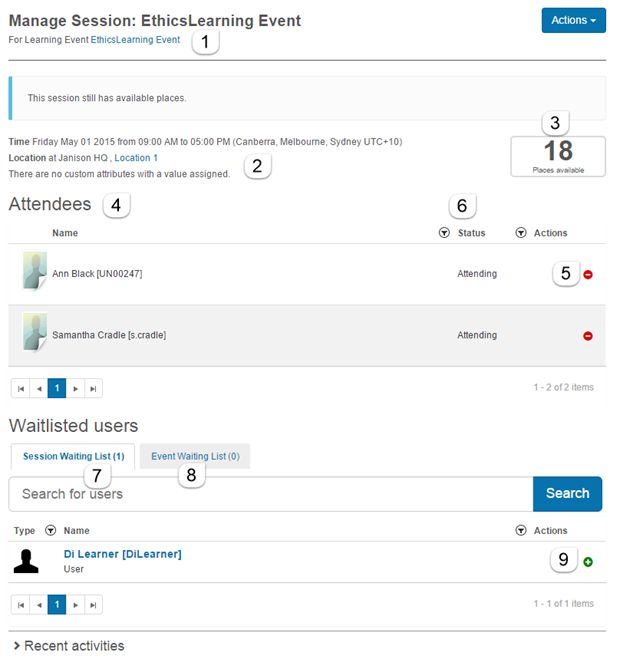 Manage Session: EthicsLearning Event
Actions
For Learning Event EthicsLearning Event
1
This session still has available places.
3
Time Friday May 01 2015 from 09:00 AM to 05:00 PM (Canberra, Melbourne, Sydney UTC+10)
18
Location at Janison HQ , Location 1
2
Places available
There are no custom attributes with a value assigned.
Attendees
4
6
Name Status Actions
Ann Black [UN00247] Attending
5
Samantha Cradle [s.cradle] Attending
1
1 - 2 of 2 items
Waitlisted users
Session Waiting List (1) Event Waiting List (0)
7
8
Search for users Search
Type Name Actions
Di Learner [DiLearner]
9
User
1
1 - 1 of 1 items
Recent activities